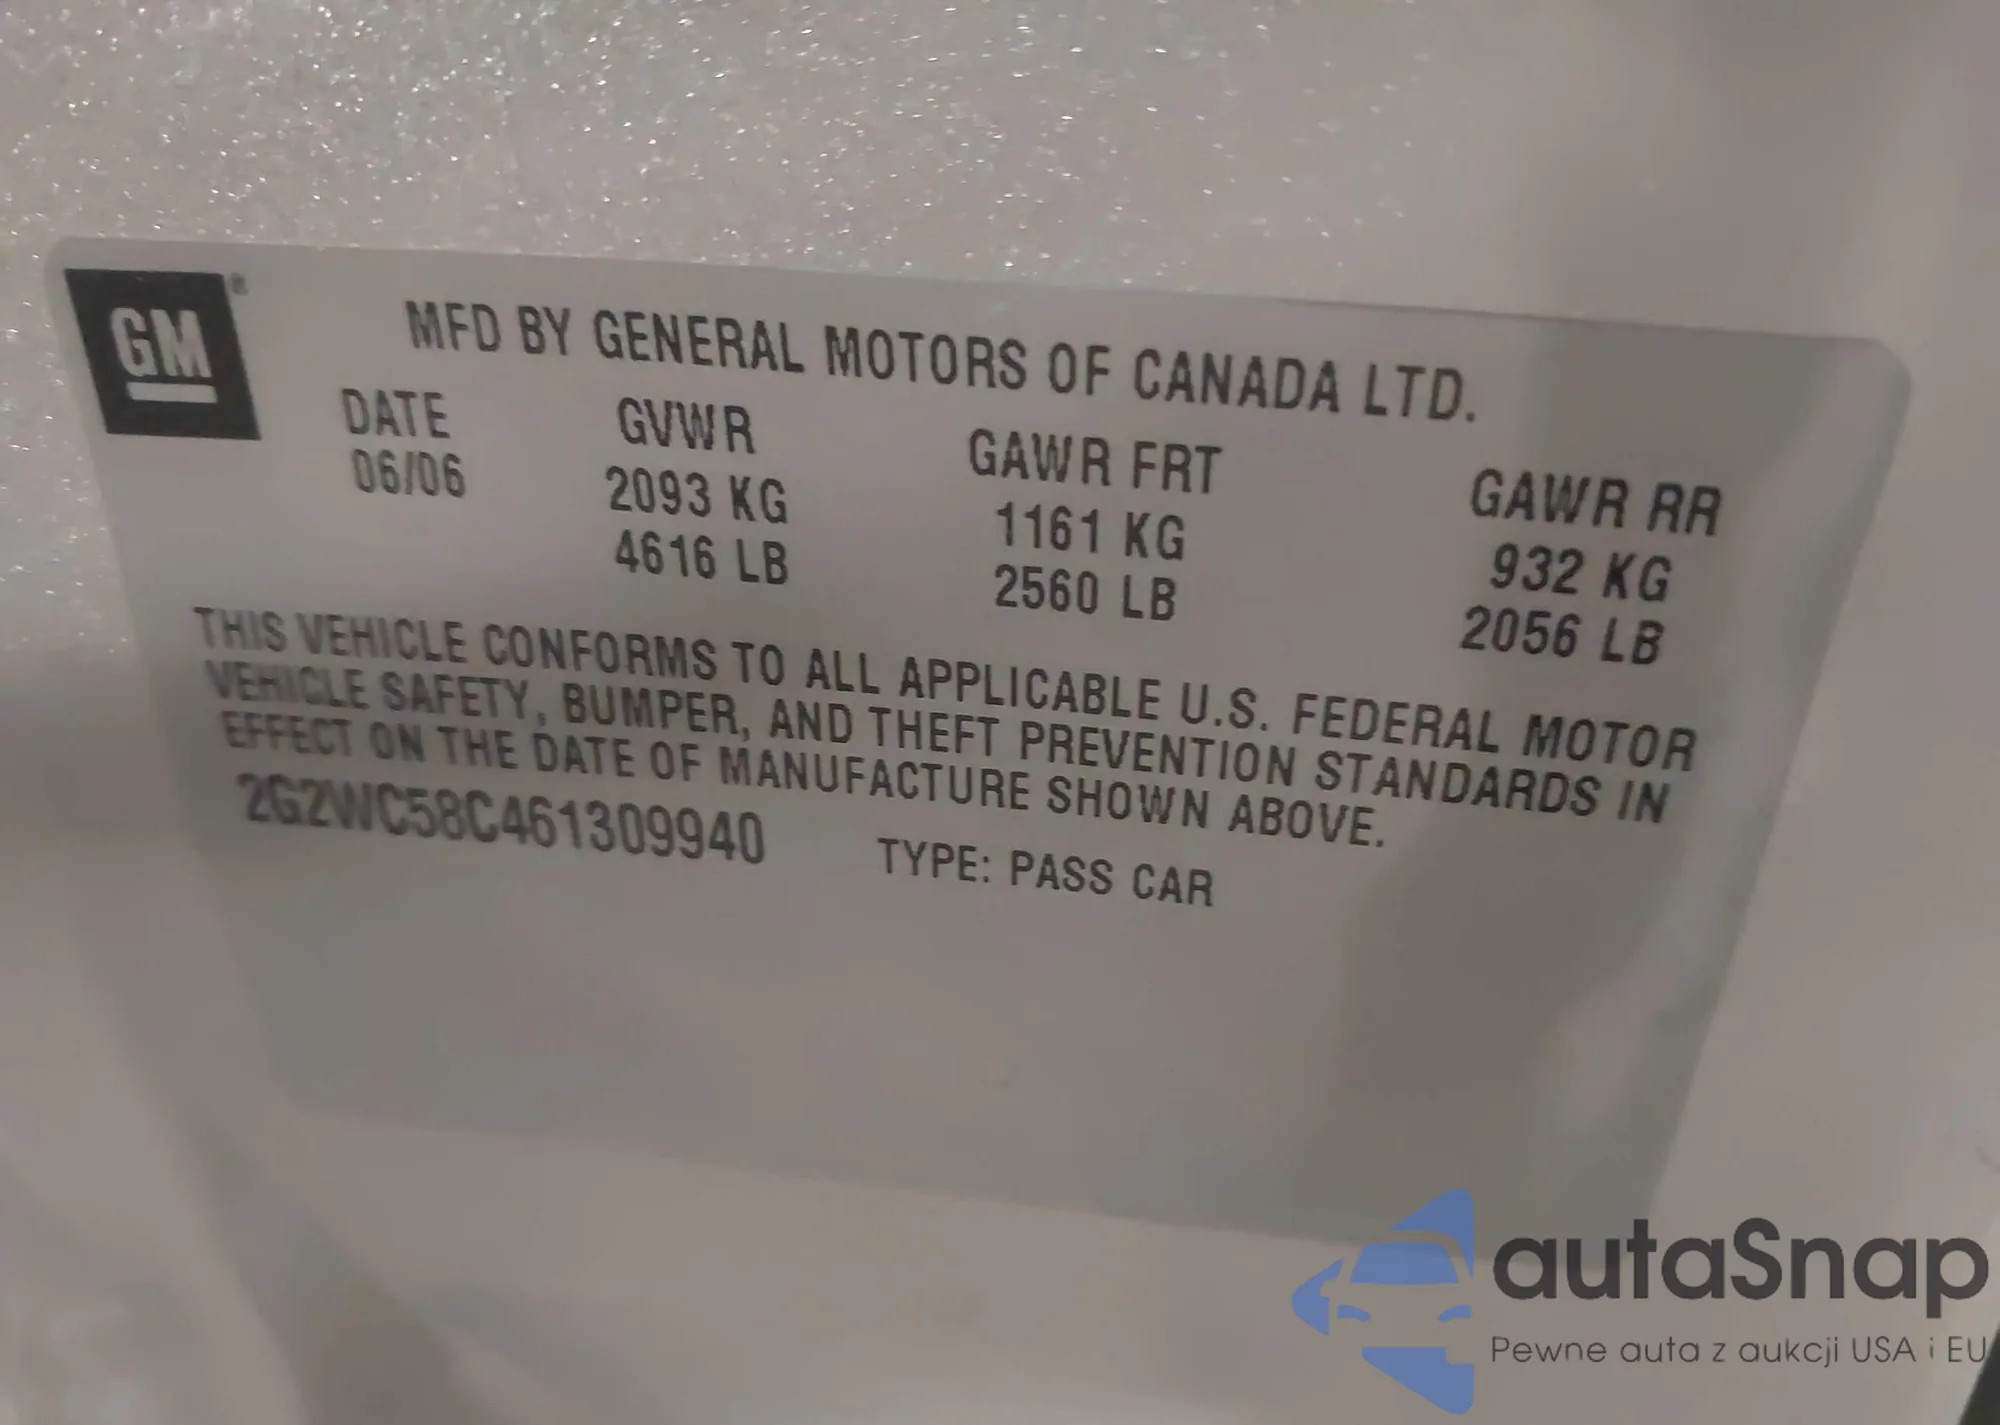 GM®
MFD BY GENERAL MOTORS OF CANADA LTD.
DATE GVWR GAWR FRT GAWR RR
06/06 2093 KG 1161 KG 932 KG
4616 LB 2560 LB 2056 LB
THIS VEHICLE CONFORMS TO ALL APPLICABLE U.S. FEDERAL MOTOR
VEHICLE SAFETY, BUMPER, AND THEFT PREVENTION STANDARDS IN
EFFECT ON THE DATE OF MANUFACTURE SHOWN ABOVE.
2G2WC58C461309940 TYPE: PASS CAR
autaSnap
Pewne auta z aukcji USA i EU